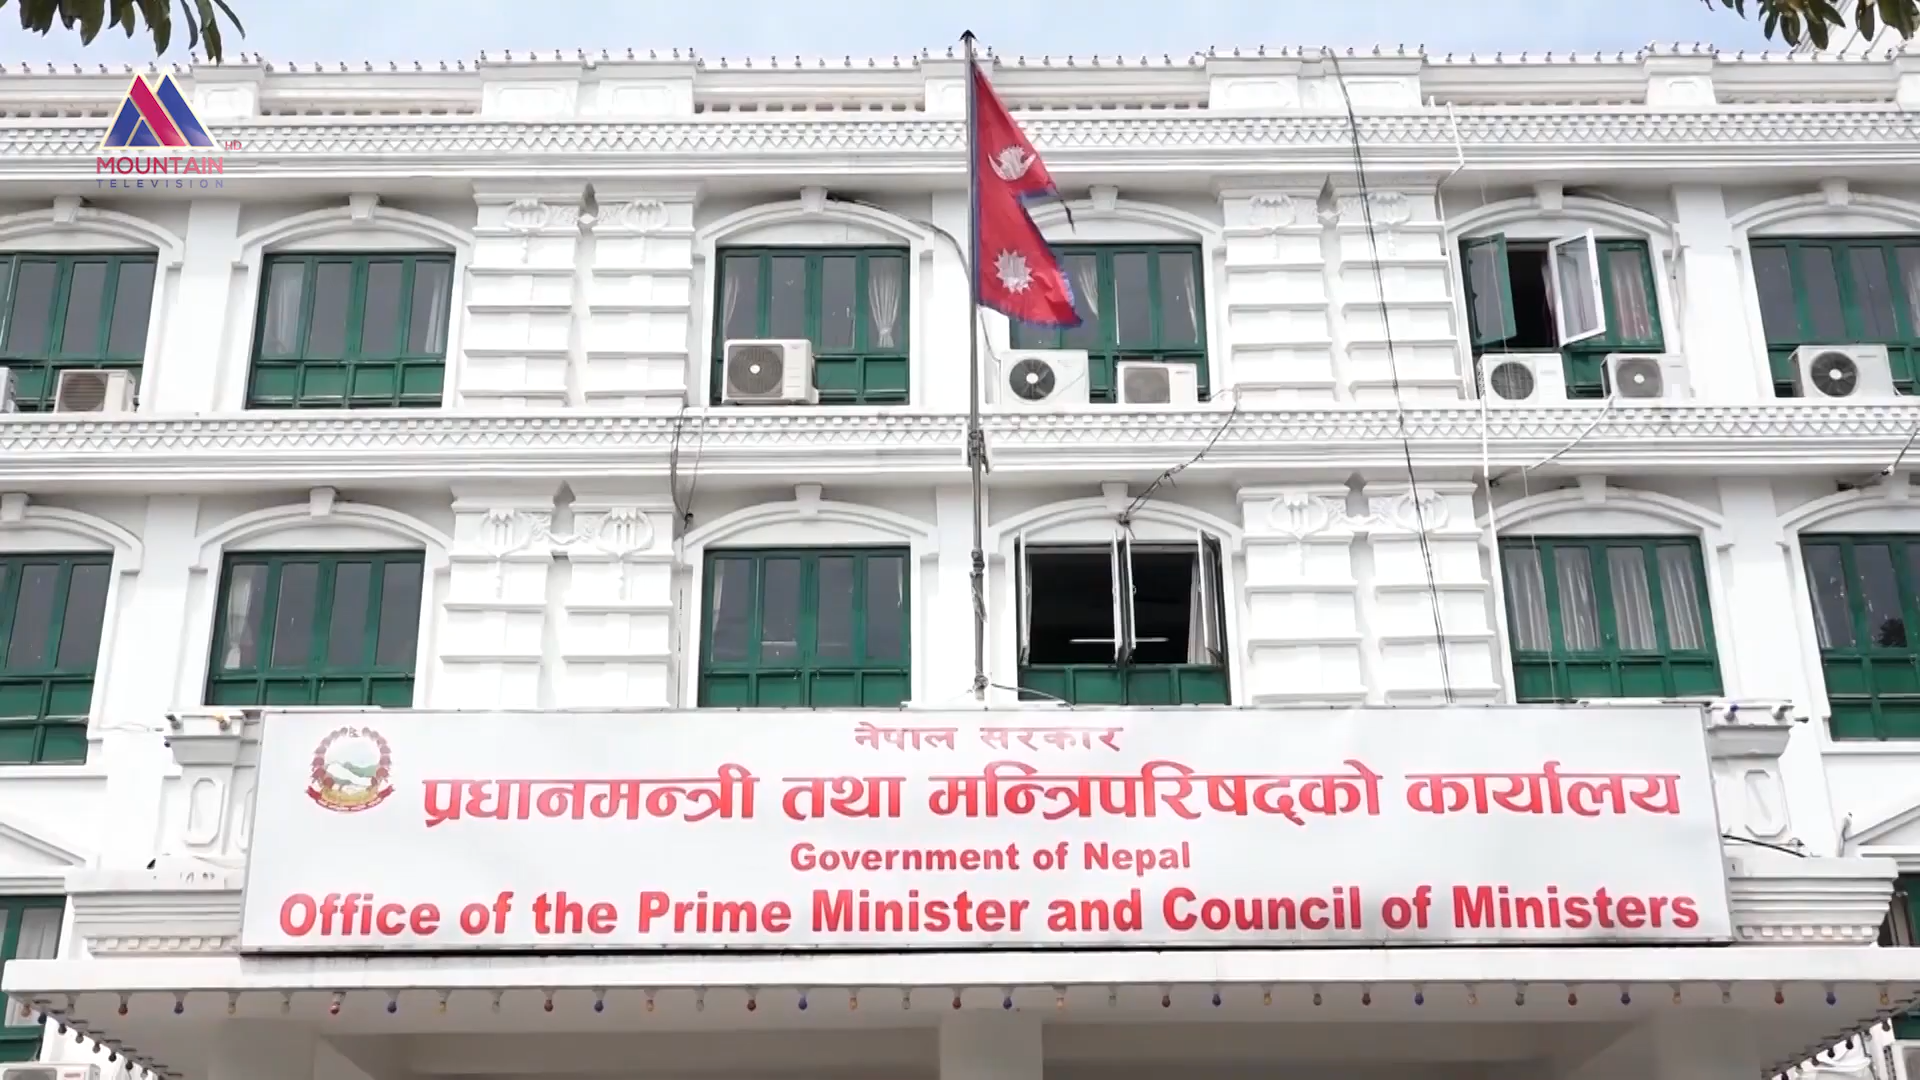 MOUNTAIN HD
TELEVISION
नेपाल सरकार
प्रधानमन्त्री तथा मन्त्रिपरिषद्को कार्यालय
Government of Nepal
Office of the Prime Minister and Council of Ministers